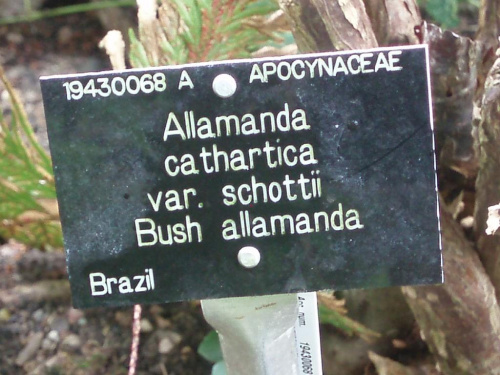 19430068 A APOCYNACEAE
Allamanda
cathartica
var. schottii
Bush allamanda
Brazil